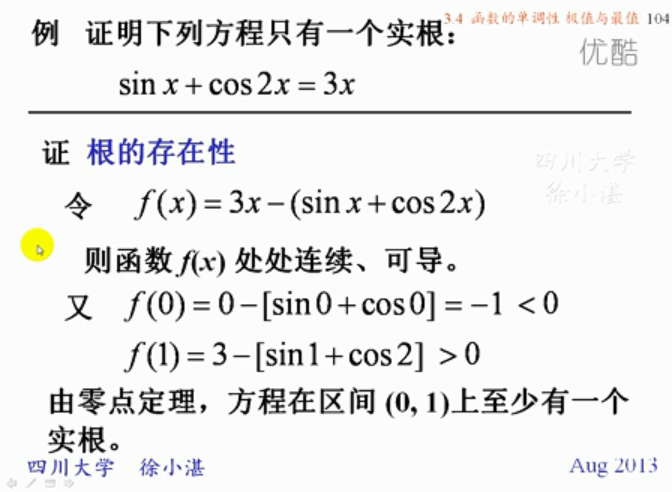 3.4 函数的单调性 极值与最值 104
例 证明下列方程只有一个实根：
优酷
sin x + cos 2x = 3x
证 根的存在性
四川大学
徐小湛
令 f(x) = 3x − (sin x + cos 2x)
则函数 f(x) 处处连续、可导。
又 f(0) = 0 − [sin 0 + cos 0] = −1 < 0
f(1) = 3 − [sin 1 + cos 2] > 0
由零点定理，方程在区间 (0, 1)上至少有一个
实根。
四川大学 徐小湛 Aug 2013